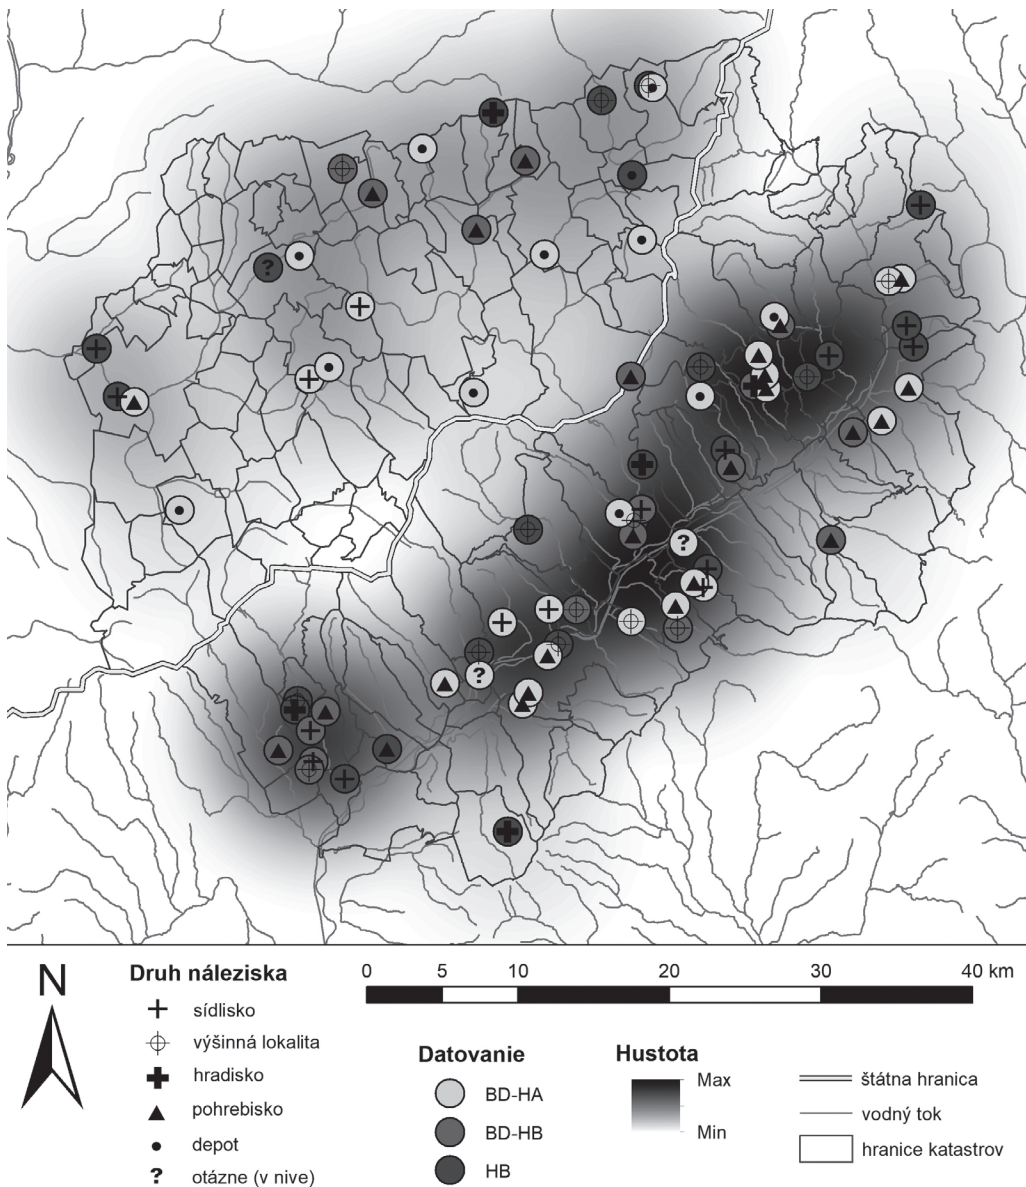 ?
?
?
N
Druh náleziska
sídlisko
výšinná lokalita
hradisko
pohrebisko
depot
? otázne (v nive)
0 5 10 20 30 40 km
Datovanie
BD-HA
BD-HB
HB
Hustota
Max
Min
štátna hranica
vodný tok
hranice katastrov